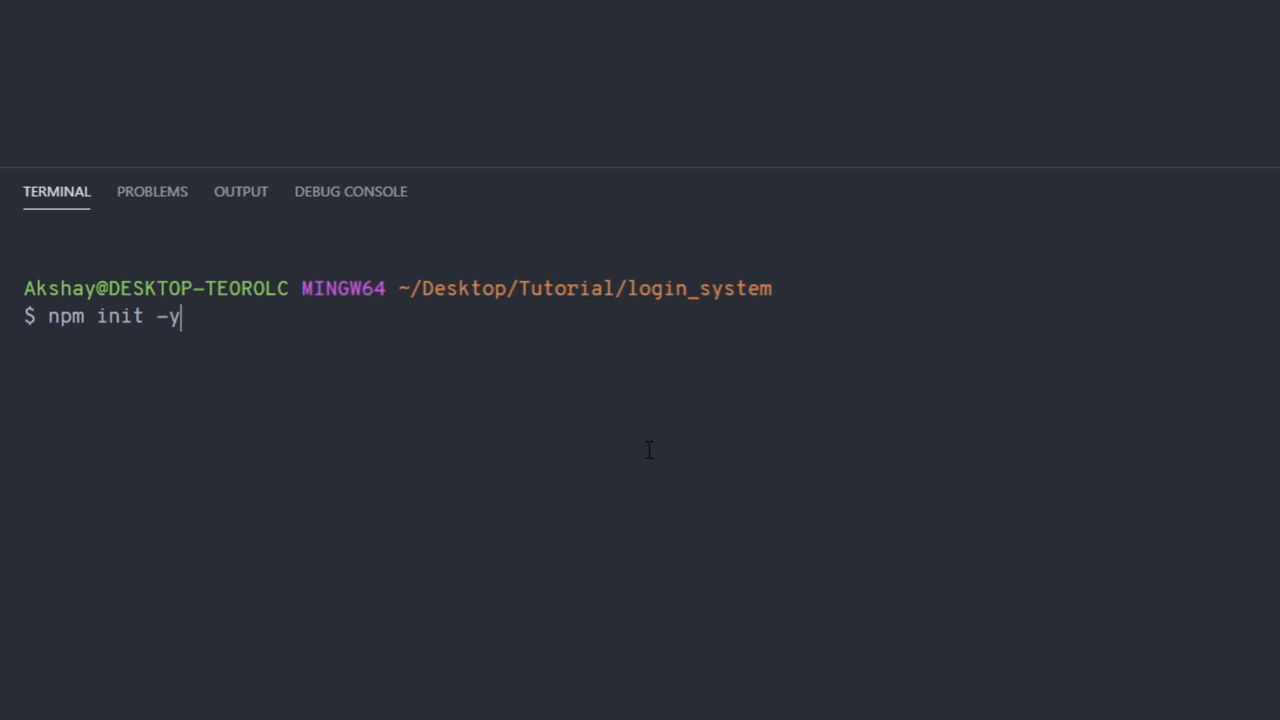 TERMINAL PROBLEMS OUTPUT DEBUG CONSOLE
Akshay@DESKTOP-TEOROLC MINGW64 ~/Desktop/Tutorial/login_system
$ npm init -y